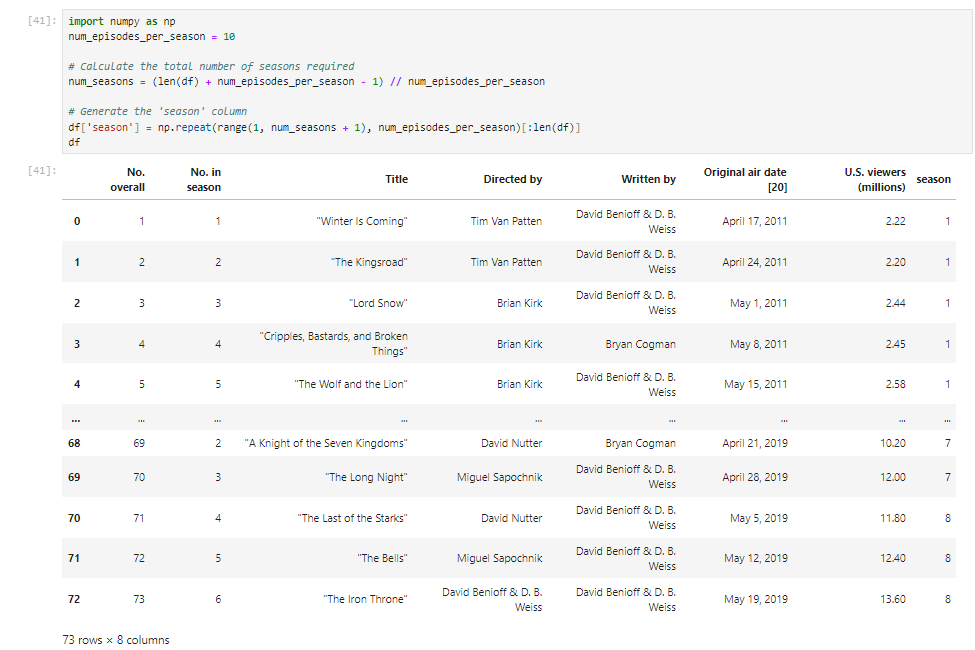 [41]:
import numpy as np
num_episodes_per_season = 10
# Calculate the total number of seasons required
num_seasons = (len(df) + num_episodes_per_season - 1) // num_episodes_per_season
# Generate the 'season' column
df['season'] = np.repeat(range(1, num_seasons + 1), num_episodes_per_season)[:len(df)]
df
[41]:
No. overall No. in season Title Directed by Written by Original air date [20] U.S. viewers (millions) season
0 1 1 "Winter Is Coming" Tim Van Patten David Benioff & D. B. Weiss April 17, 2011 2.22 1
1 2 2 "The Kingsroad" Tim Van Patten David Benioff & D. B. Weiss April 24, 2011 2.20 1
2 3 3 "Lord Snow" Brian Kirk David Benioff & D. B. Weiss May 1, 2011 2.44 1
3 4 4 "Cripples, Bastards, and Broken Things" Brian Kirk Bryan Cogman May 8, 2011 2.45 1
4 5 5 "The Wolf and the Lion" Brian Kirk David Benioff & D. B. Weiss May 15, 2011 2.58 1
... ... ... ... ... ... ... ... ...
68 69 2 "A Knight of the Seven Kingdoms" David Nutter Bryan Cogman April 21, 2019 10.20 7
69 70 3 "The Long Night" Miguel Sapochnik David Benioff & D. B. Weiss April 28, 2019 12.00 7
70 71 4 "The Last of the Starks" David Nutter David Benioff & D. B. Weiss May 5, 2019 11.80 8
71 72 5 "The Bells" Miguel Sapochnik David Benioff & D. B. Weiss May 12, 2019 12.40 8
72 73 6 "The Iron Throne" David Benioff & D. B. Weiss David Benioff & D. B. Weiss May 19, 2019 13.60 8
73 rows × 8 columns